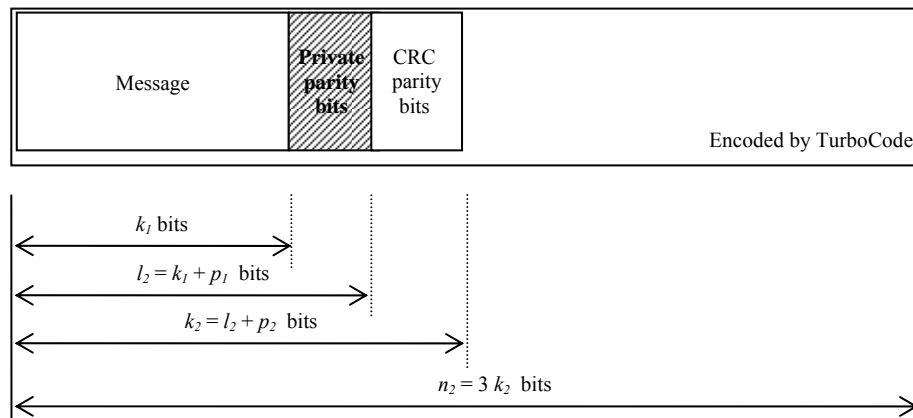 Message
Private
parity
bits
CRC
parity
bits
Encoded by TurboCode
k1 bits
l2 = k1 + p1 bits
k2 = l2 + p2 bits
n2 = 3 k2 bits